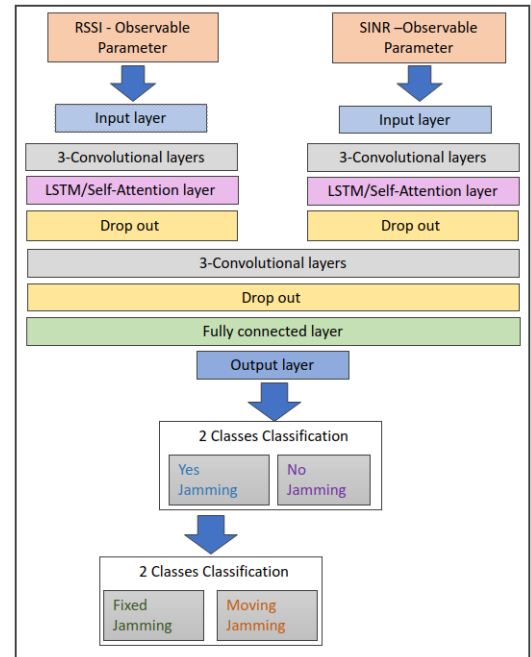 RSSI - Observable
Parameter
SINR –Observable
Parameter
Input layer
Input layer
3-Convolutional layers
3-Convolutional layers
LSTM/Self-Attention layer
LSTM/Self-Attention layer
Drop out
Drop out
3-Convolutional layers
Drop out
Fully connected layer
Output layer
2 Classes Classification
Yes
Jamming
No
Jamming
2 Classes Classification
Fixed
Jamming
Moving
Jamming